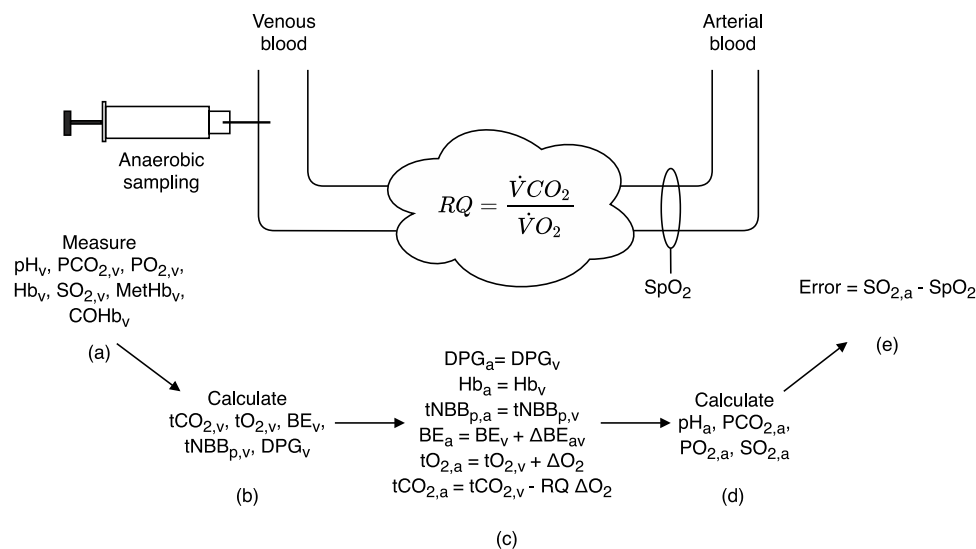 Venous
blood
Arterial
blood
Anaerobic
sampling
RQ = V̇CO₂ / V̇O₂
SpO₂
Measure
pHᵥ, PCO₂,ᵥ, PO₂,ᵥ,
Hbᵥ, SO₂,ᵥ, MetHbᵥ,
COHbᵥ
(a)
Calculate
tCO₂,ᵥ, tO₂,ᵥ, BEᵥ,
tNBBₚ,ᵥ, DPGᵥ
(b)
DPGₐ= DPGᵥ
Hbₐ = Hbᵥ
tNBBₚ,ₐ = tNBBₚ,ᵥ
BEₐ = BEᵥ + ΔBEₐᵥ
tO₂,ₐ = tO₂,ᵥ + ΔO₂
tCO₂,ₐ = tCO₂,ᵥ - RQ ΔO₂
(c)
Calculate
pHₐ, PCO₂,ₐ,
PO₂,ₐ, SO₂,ₐ
(d)
Error = SO₂,ₐ - SpO₂
(e)